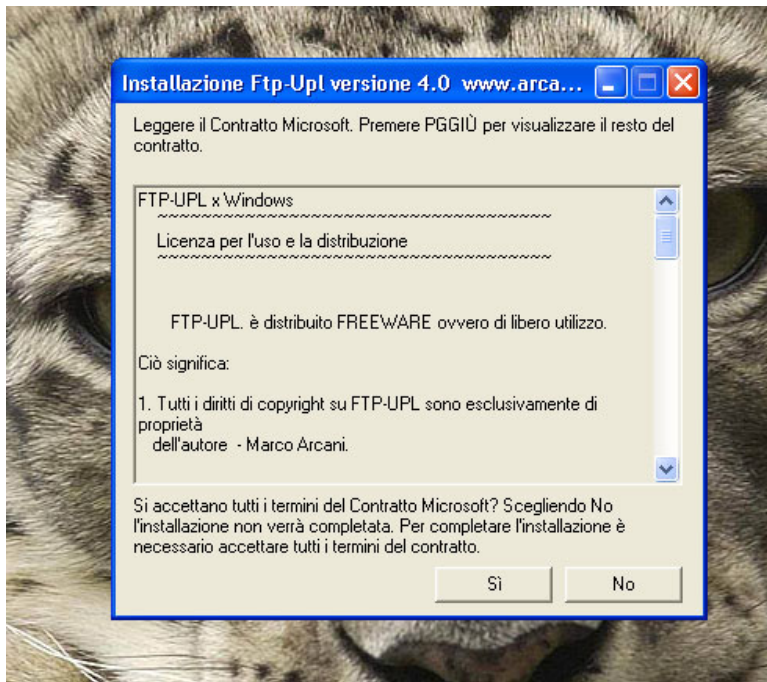 Installazione Ftp-Upl versione 4.0 www.arca...
Leggere il Contratto Microsoft. Premere PGGIÙ per visualizzare il resto del
contratto.
FTP-UPL x Windows
~~~~~~~~~~~~~~~~~~~~~~~~~~~~~~~~~~~~~
Licenza per l'uso e la distribuzione
~~~~~~~~~~~~~~~~~~~~~~~~~~~~~~~~~~~~~
FTP-UPL. è distribuito FREEWARE ovvero di libero utilizzo.
Ciò significa:
1. Tutti i diritti di copyright su FTP-UPL sono esclusivamente di
proprietà
dell'autore - Marco Arcani.
Si accettano tutti i termini del Contratto Microsoft? Scegliendo No
l'installazione non verrà completata. Per completare l'installazione è
necessario accettare tutti i termini del contratto.
Sì
No